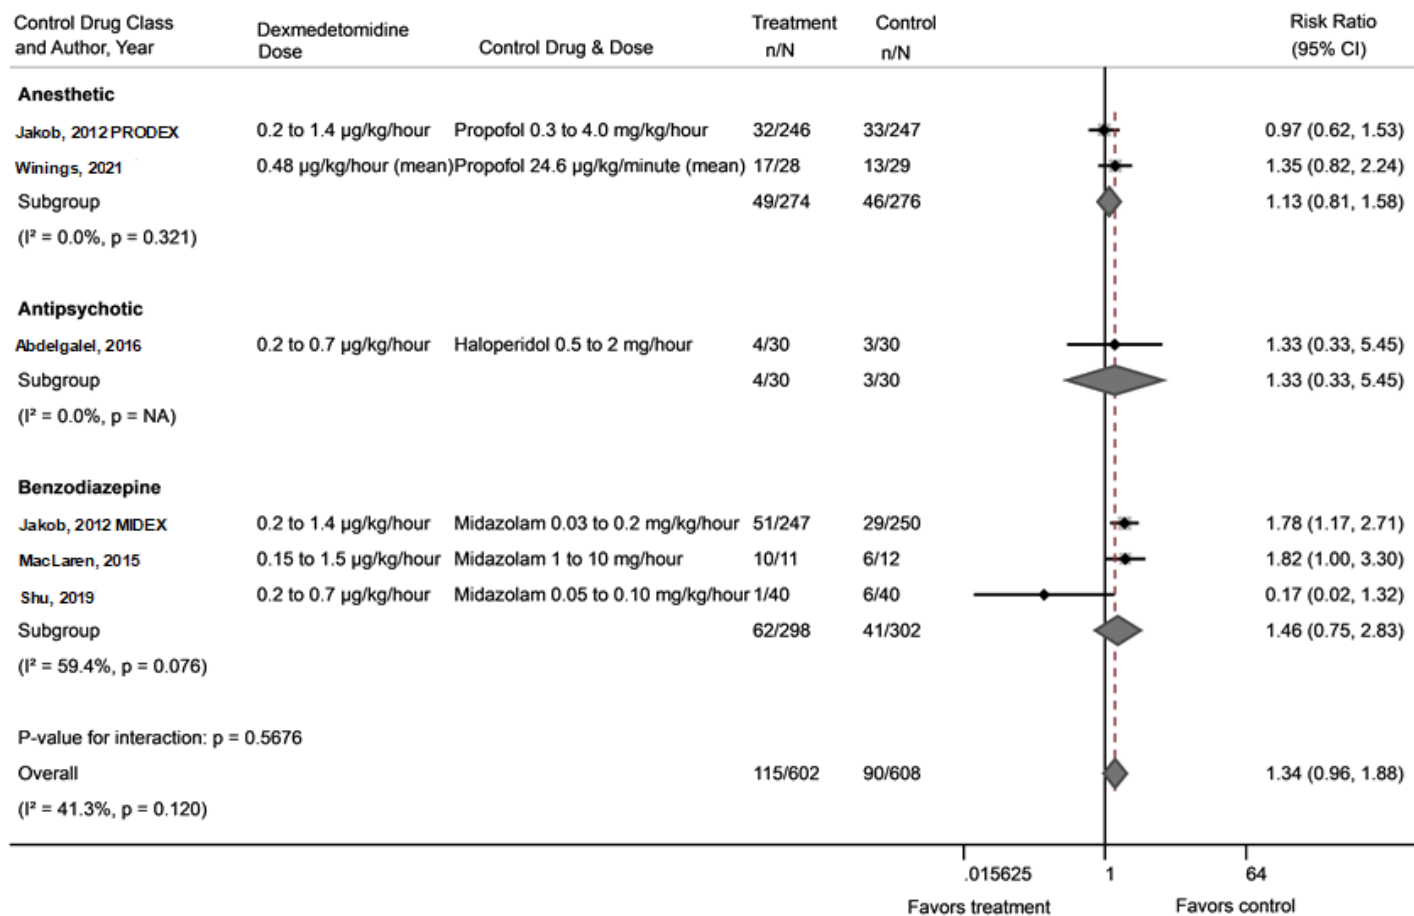 Control Drug Class and Author, Year Dexmedetomidine Dose Control Drug & Dose Treatment n/N Control n/N Risk Ratio (95% CI)
Anesthetic
Jakob, 2012 PRODEX 0.2 to 1.4 µg/kg/hour Propofol 0.3 to 4.0 mg/kg/hour 32/246 33/247 0.97 (0.62, 1.53)
Winings, 2021 0.48 µg/kg/hour (mean) Propofol 24.6 µg/kg/minute (mean) 17/28 13/29 1.35 (0.82, 2.24)
Subgroup 49/274 46/276 1.13 (0.81, 1.58)
(I² = 0.0%, p = 0.321)
Antipsychotic
Abdelgalel, 2016 0.2 to 0.7 µg/kg/hour Haloperidol 0.5 to 2 mg/hour 4/30 3/30 1.33 (0.33, 5.45)
Subgroup 4/30 3/30 1.33 (0.33, 5.45)
(I² = 0.0%, p = NA)
Benzodiazepine
Jakob, 2012 MIDEX 0.2 to 1.4 µg/kg/hour Midazolam 0.03 to 0.2 mg/kg/hour 51/247 29/250 1.78 (1.17, 2.71)
MacLaren, 2015 0.15 to 1.5 µg/kg/hour Midazolam 1 to 10 mg/hour 10/11 6/12 1.82 (1.00, 3.30)
Shu, 2019 0.2 to 0.7 µg/kg/hour Midazolam 0.05 to 0.10 mg/kg/hour 1/40 6/40 0.17 (0.02, 1.32)
Subgroup 62/298 41/302 1.46 (0.75, 2.83)
(I² = 59.4%, p = 0.076)
P-value for interaction: p = 0.5676
Overall 115/602 90/608 1.34 (0.96, 1.88)
(I² = 41.3%, p = 0.120)
.015625 1 64
Favors treatment Favors control